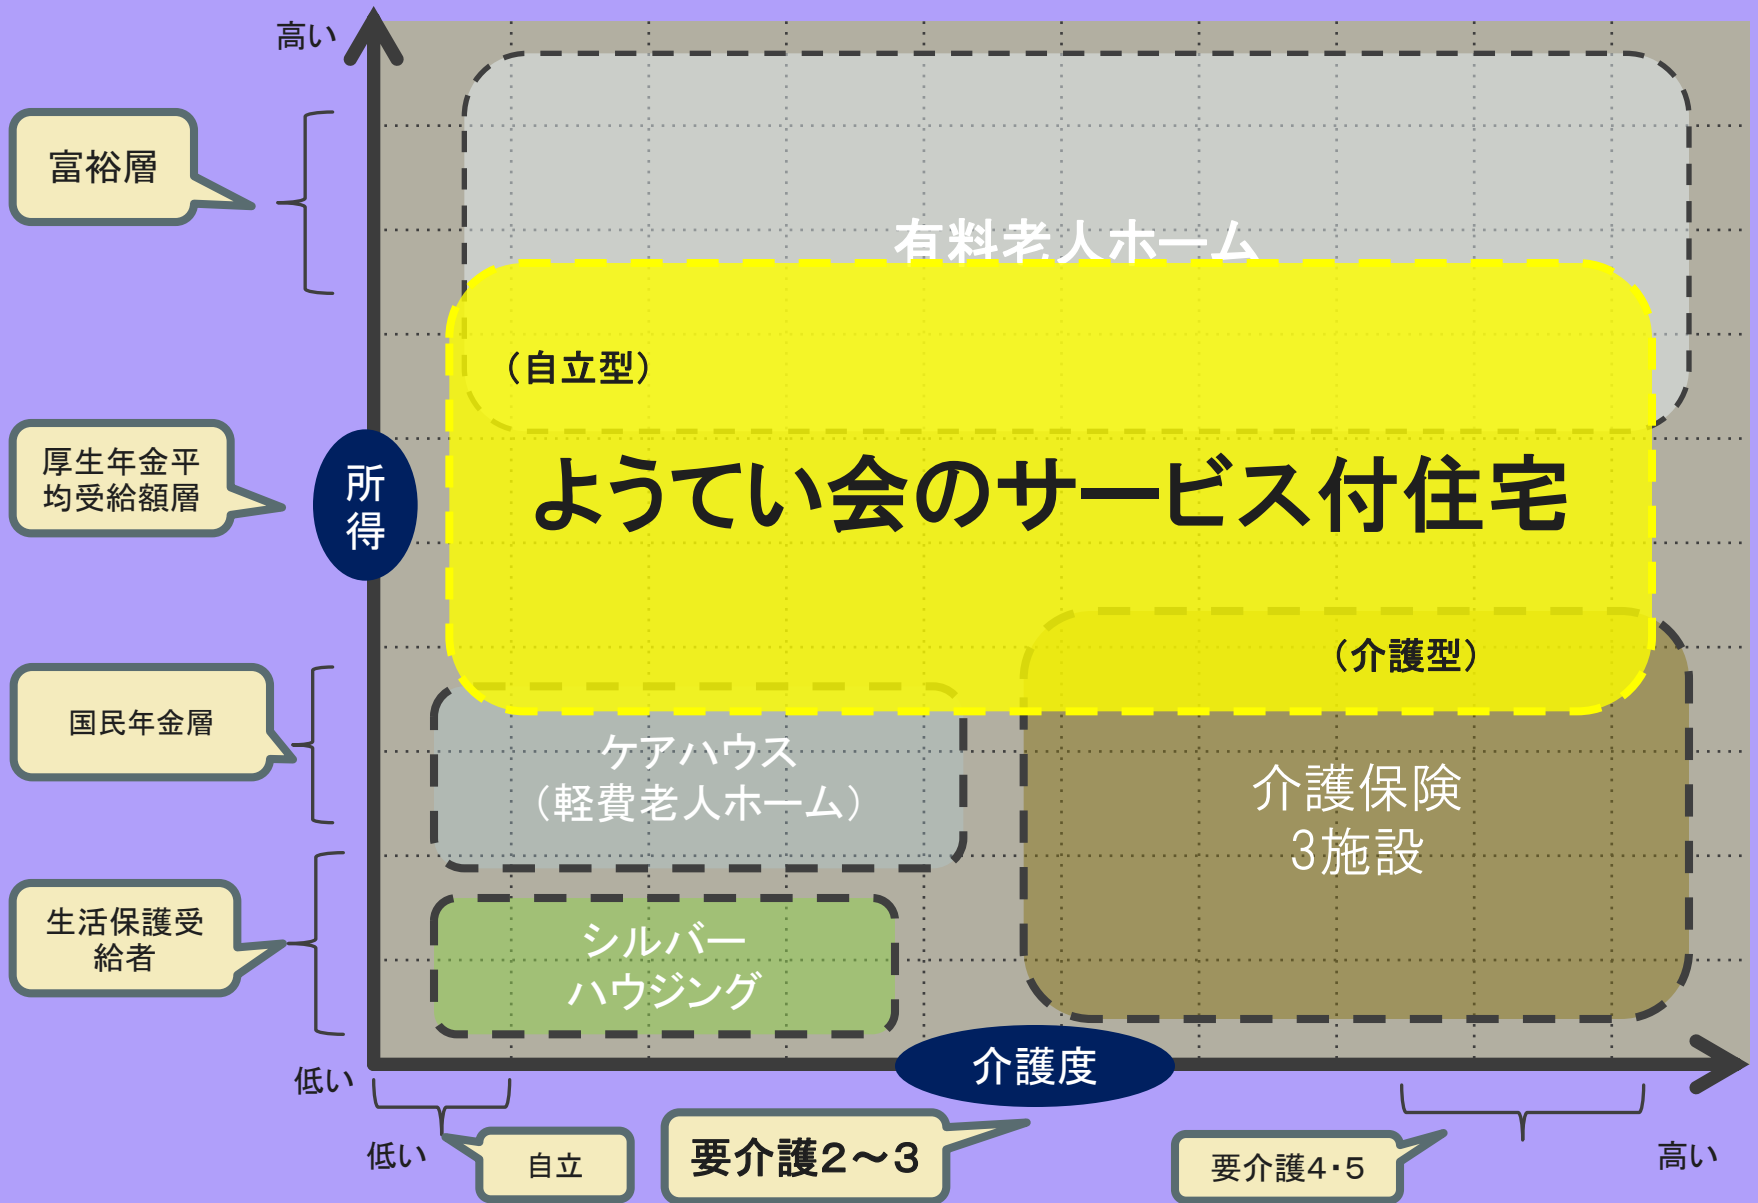 高い
富裕層
有料老人ホーム
（自立型）
厚生年金平
均受給額層
所
得
ようてい会のサービス付住宅
（介護型）
国民年金層
ケアハウス
（軽費老人ホーム）
介護保険
3施設
生活保護受
給者
シルバー
ハウジング
低い
介護度
低い
自立
要介護2～3
要介護4・5
高い